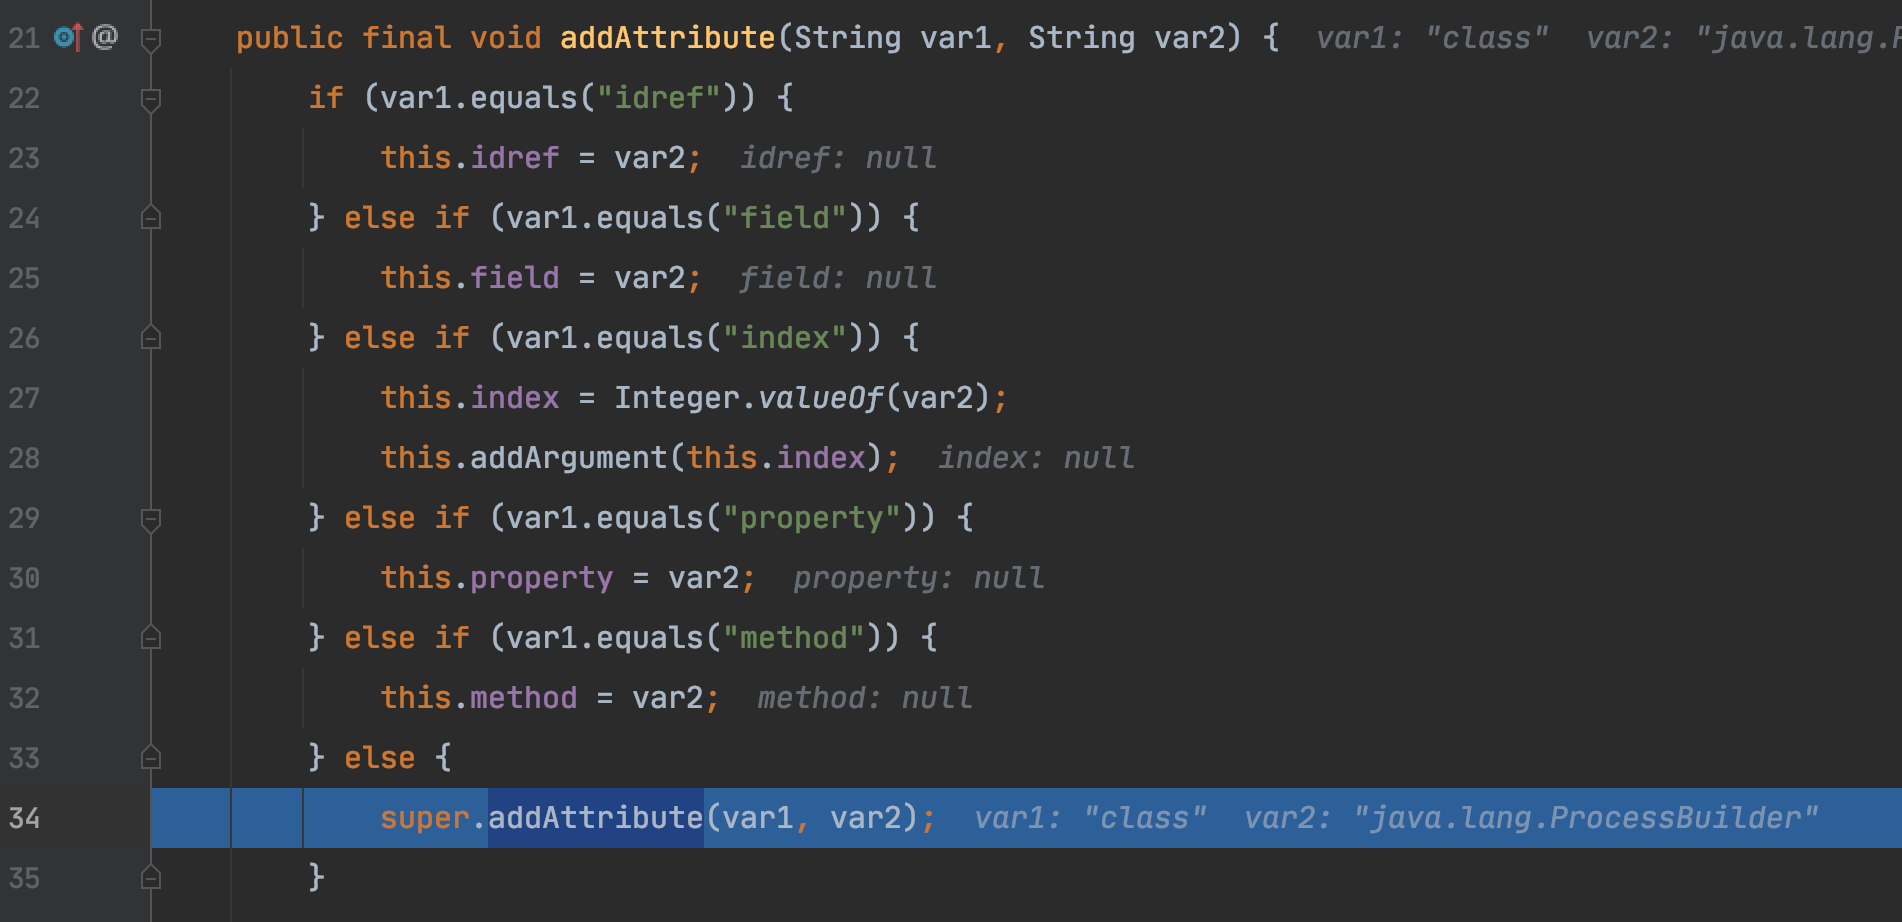 21 @ public final void addAttribute(String var1, String var2) { var1: "class" var2: "java.lang.P
22 if (var1.equals("idref")) {
23 this.idref = var2; idref: null
24 } else if (var1.equals("field")) {
25 this.field = var2; field: null
26 } else if (var1.equals("index")) {
27 this.index = Integer.valueOf(var2);
28 this.addArgument(this.index); index: null
29 } else if (var1.equals("property")) {
30 this.property = var2; property: null
31 } else if (var1.equals("method")) {
32 this.method = var2; method: null
33 } else {
34 super.addAttribute(var1, var2); var1: "class" var2: "java.lang.ProcessBuilder"
35 }